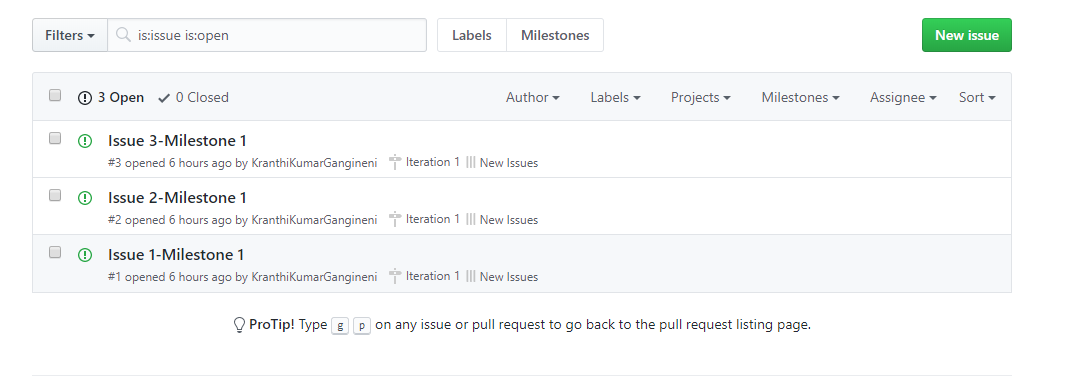 Filters is:issue is:open Labels Milestones New issue
3 Open 0 Closed Author Labels Projects Milestones Assignee Sort
Issue 3-Milestone 1
#3 opened 6 hours ago by KranthiKumarGangineni Iteration 1 New Issues
Issue 2-Milestone 1
#2 opened 6 hours ago by KranthiKumarGangineni Iteration 1 New Issues
Issue 1-Milestone 1
#1 opened 6 hours ago by KranthiKumarGangineni Iteration 1 New Issues
ProTip! Type g p on any issue or pull request to go back to the pull request listing page.